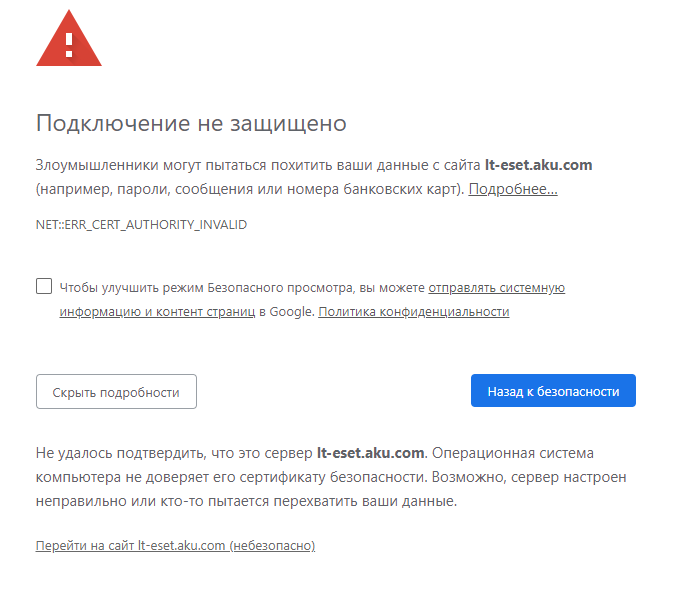 Подключение не защищено
Злоумышленники могут пытаться похитить ваши данные с сайта lt-eset.aku.com
(например, пароли, сообщения или номера банковских карт). Подробнее…
NET::ERR_CERT_AUTHORITY_INVALID
Чтобы улучшить режим Безопасного просмотра, вы можете отправлять системную
информацию и контент страниц в Google. Политика конфиденциальности
Скрыть подробности
Назад к безопасности
Не удалось подтвердить, что это сервер lt-eset.aku.com. Операционная система
компьютера не доверяет его сертификату безопасности. Возможно, сервер настроен
неправильно или кто-то пытается перехватить ваши данные.
Перейти на сайт lt-eset.aku.com (небезопасно)